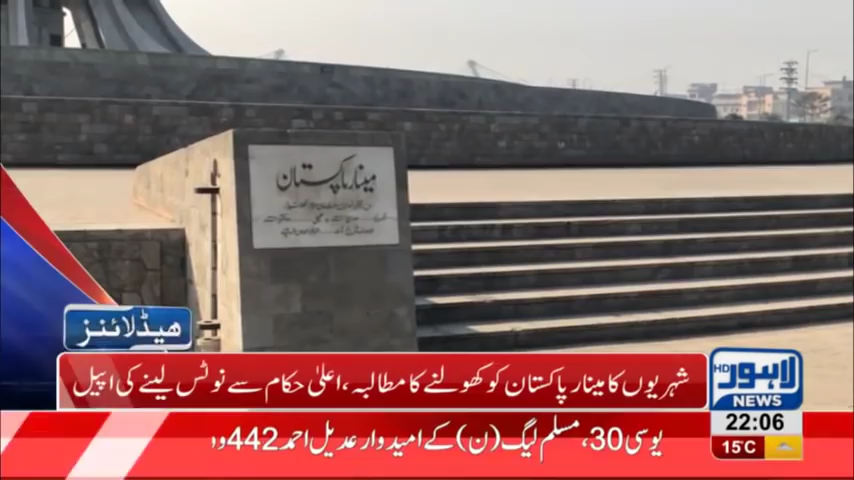 مینار پاکستان
ہیڈلائنز
شہریوں کا مینار پاکستان کو کھولنے کا مطالبہ، اعلیٰ حکام سے نوٹس لینے کی اپیل
HD لاہور
NEWS
22:06
15°C
یوسی 30، مسلم لیگ (ن) کے امیدوار عدیل احمد 442 وو